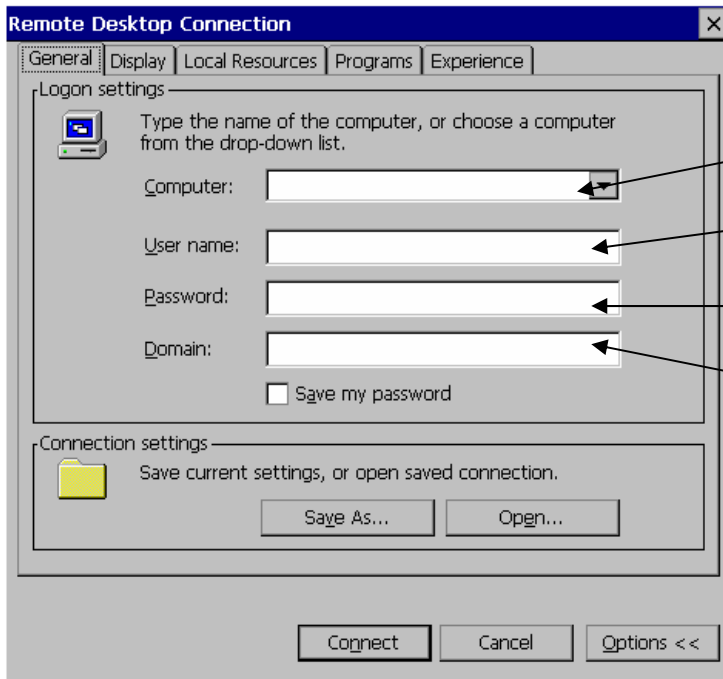 Remote Desktop Connection
General Display Local Resources Programs Experience
Logon settings
Type the name of the computer, or choose a computer
from the drop-down list.
Computer:
User name:
Password:
Domain:
Save my password
Connection settings
Save current settings, or open saved connection.
Save As... Open...
Connect Cancel Options <<